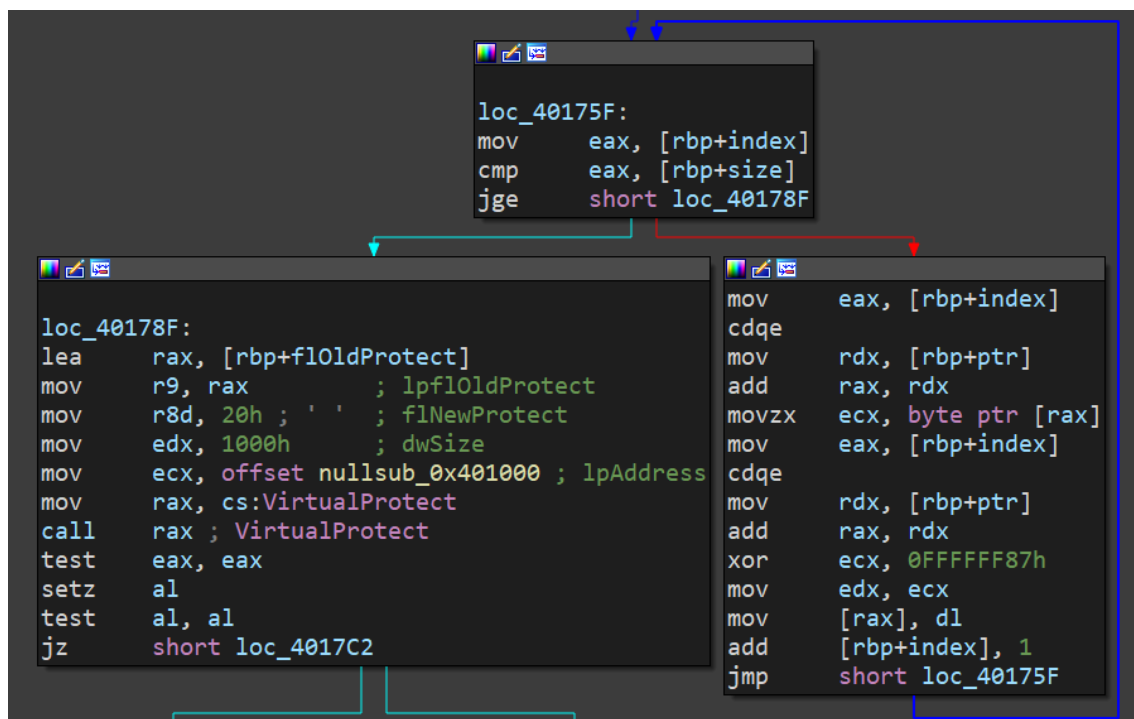 loc_40175F:
mov eax, [rbp+index]
cmp eax, [rbp+size]
jge short loc_40178F
loc_40178F:
lea rax, [rbp+flOldProtect]
mov r9, rax ; lpflOldProtect
mov r8d, 20h ; ' ' ; flNewProtect
mov edx, 1000h ; dwSize
mov ecx, offset nullsub_0x401000 ; lpAddress
mov rax, cs:VirtualProtect
call rax ; VirtualProtect
test eax, eax
setz al
test al, al
jz short loc_4017C2
mov eax, [rbp+index]
cdqe
mov rdx, [rbp+ptr]
add rax, rdx
movzx ecx, byte ptr [rax]
mov eax, [rbp+index]
cdqe
mov rdx, [rbp+ptr]
add rax, rdx
xor ecx, 0FFFFFF87h
mov edx, ecx
mov [rax], dl
add [rbp+index], 1
jmp short loc_40175F